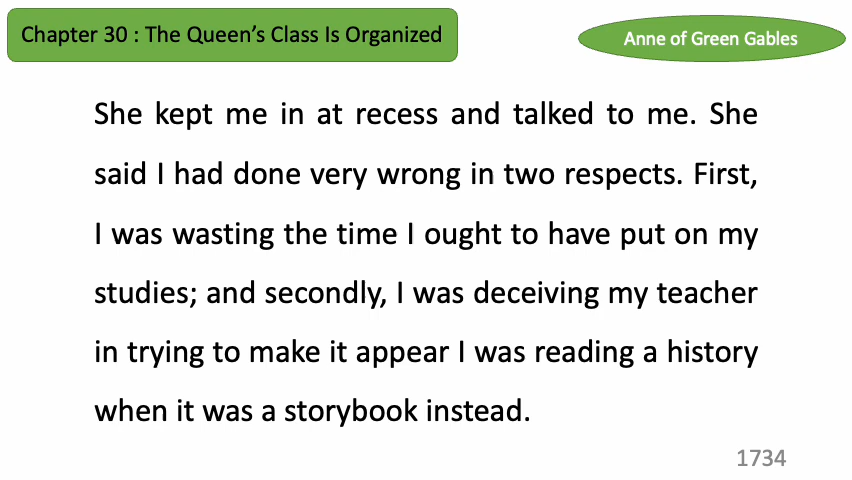 Chapter 30 : The Queen’s Class Is Organized
Anne of Green Gables
She kept me in at recess and talked to me. She
said I had done very wrong in two respects. First,
I was wasting the time I ought to have put on my
studies; and secondly, I was deceiving my teacher
in trying to make it appear I was reading a history
when it was a storybook instead.
1734